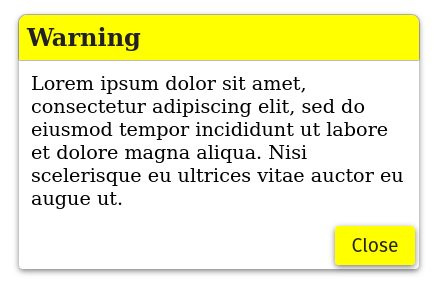 Warning
Lorem ipsum dolor sit amet,
consectetur adipiscing elit, sed do
eiusmod tempor incididunt ut labore
et dolore magna aliqua. Nisi
scelerisque eu ultrices vitae auctor eu
augue ut.
Close